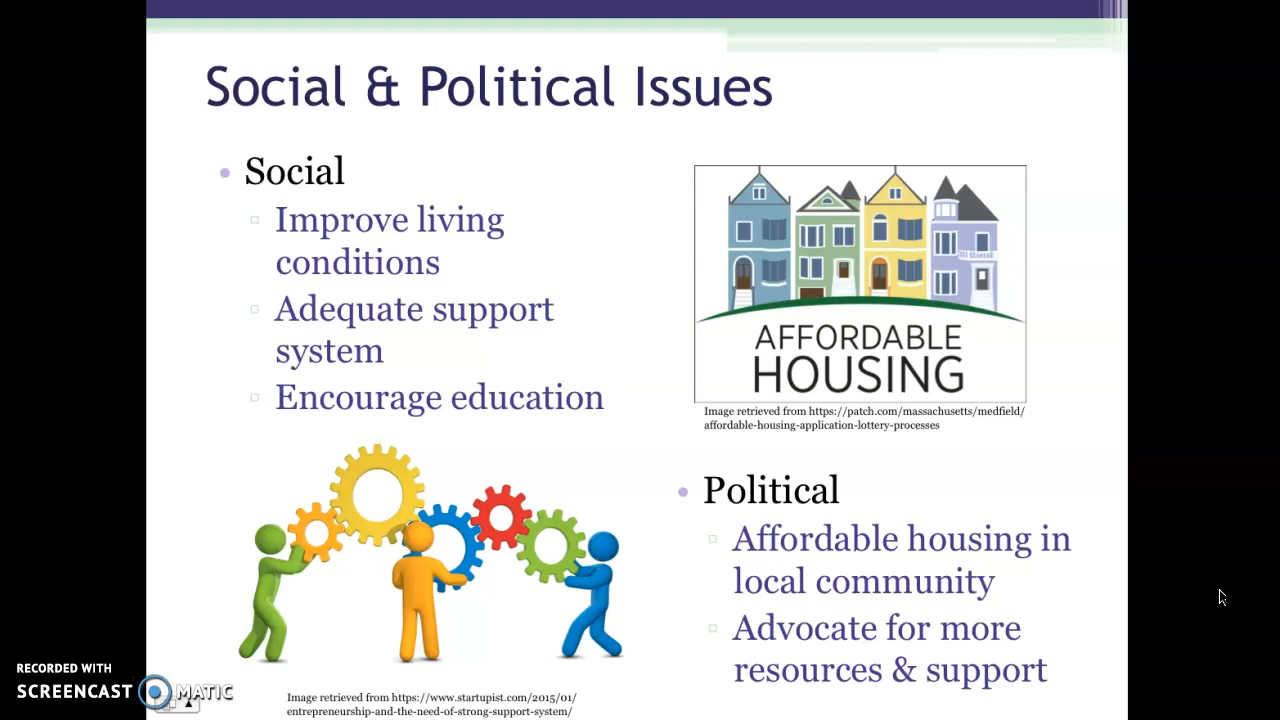 Social & Political Issues
• Social
▫ Improve living
conditions
▫ Adequate support
system
▫ Encourage education
AFFORDABLE
HOUSING
Image retrieved from https://patch.com/massachusetts/medfield/
affordable-housing-application-lottery-processes
• Political
▫ Affordable housing in
local community
▫ Advocate for more
resources & support
Image retrieved from https://www.startupist.com/2015/01/
entrepreneurship-and-the-need-of-strong-support-system/
RECORDED WITH
SCREENCAST MATIC